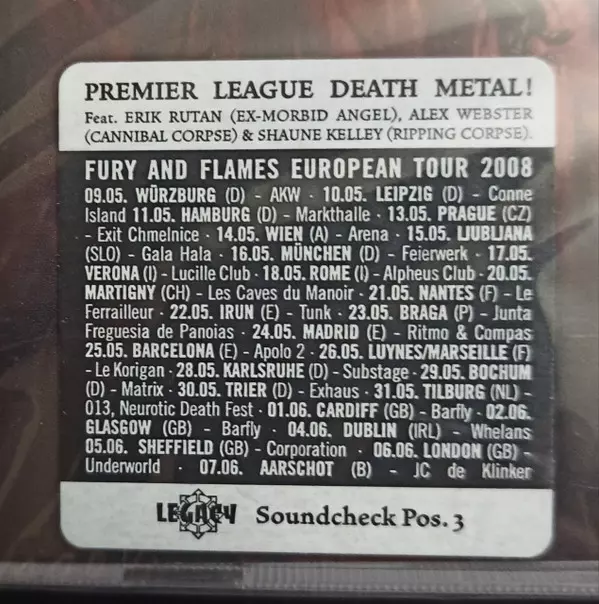 PREMIER LEAGUE DEATH METAL!
Feat. ERIK RUTAN (EX-MORBID ANGEL), ALEX WEBSTER
(CANNIBAL CORPSE) & SHAUNE KELLEY (RIPPING CORPSE).
FURY AND FLAMES EUROPEAN TOUR 2008
09.05. WÜRZBURG (D) - AKW · 10.05. LEIPZIG (D) - Conne
Island 11.05. HAMBURG (D) - Markthalle · 13.05. PRAGUE (CZ)
- Exit Chmelnice · 14.05. WIEN (A) - Arena · 15.05. LJUBLJANA
(SLO) - Gala Hala · 16.05. MÜNCHEN (D) - Feierwerk · 17.05.
VERONA (I) - Lucille Club · 18.05. ROME (I) - Alpheus Club · 20.05.
MARTIGNY (CH) - Les Caves du Manoir · 21.05. NANTES (F) - Le
Ferrailleur · 22.05. IRUN (E) - Tunk · 23.05. BRAGA (P) - Junta
Freguesia de Panoias · 24.05. MADRID (E) - Ritmo & Compas
25.05. BARCELONA (E) - Apolo 2 · 26.05. LUYNES/MARSEILLE (F)
- Le Korigan · 28.05. KARLSRUHE (D) - Substage · 29.05. BOCHUM
(D) - Matrix · 30.05. TRIER (D) - Exhaus · 31.05. TILBURG (NL) -
013, Neurotic Death Fest · 01.06. CARDIFF (GB) - Barfly · 02.06.
GLASGOW (GB) - Barfly · 04.06. DUBLIN (IRL) - Whelans
05.06. SHEFFIELD (GB) - Corporation · 06.06. LONDON (GB) -
Underworld · 07.06. AARSCHOT (B) - JC de Klinker
LEGACY Soundcheck Pos. 3